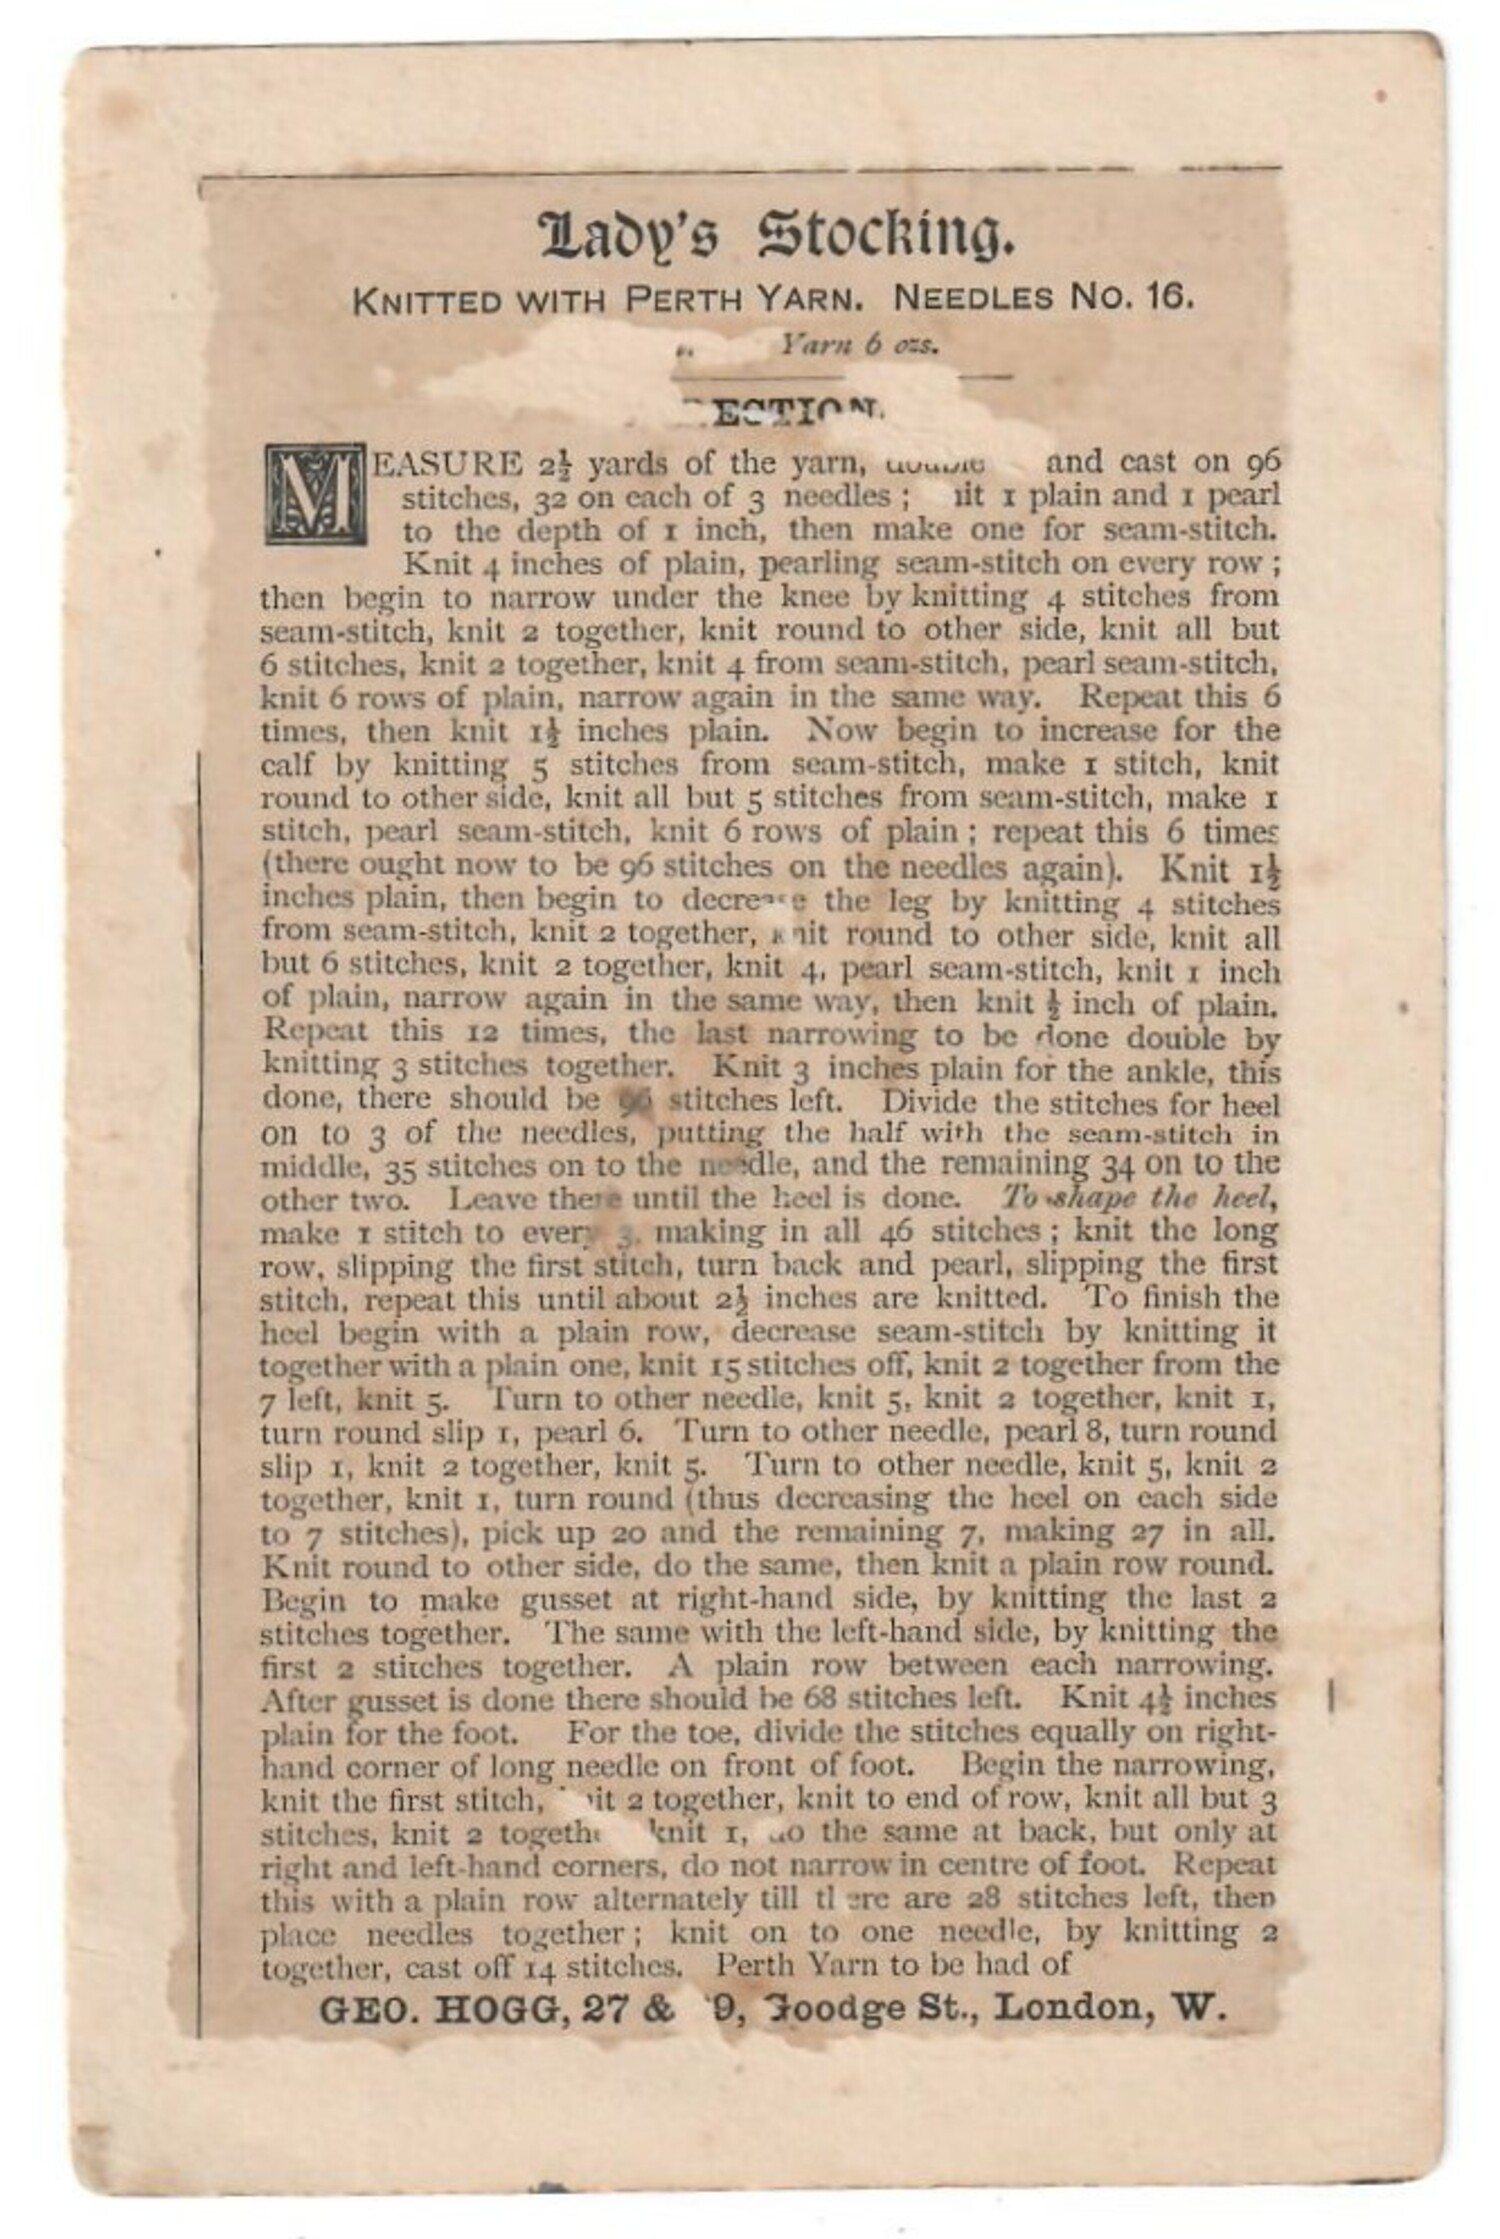 Lady's Stocking.
KNITTED WITH PERTH YARN. NEEDLES NO. 16.
Yarn 6 ozs.
MEASURE 2½ yards of the yarn, and cast on 96
stitches, 32 on each of 3 needles ; 1 plain and 1 pearl
to the depth of 1 inch, then make one for seam-stitch.
Knit 4 inches of plain, pearling seam-stitch on every row ;
then begin to narrow under the knee by knitting 4 stitches from
seam-stitch, knit 2 together, knit round to other side, knit all but
6 stitches, knit 2 together, knit 4 from seam-stitch, pearl seam-stitch,
knit 6 rows of plain, narrow again in the same way. Repeat this 6
times, then knit 1½ inches plain. Now begin to increase for the
calf by knitting 5 stitches from seam-stitch, make 1 stitch, knit
round to other side, knit all but 5 stitches from seam-stitch, make 1
stitch, pearl seam-stitch, knit 6 rows of plain ; repeat this 6 times
(there ought now to be 96 stitches on the needles again). Knit 1½
inches plain, then begin to decrease the leg by knitting 4 stitches
from seam-stitch, knit 2 together, knit round to other side, knit all
but 6 stitches, knit 2 together, knit 4, pearl seam-stitch, knit 1 inch
of plain, narrow again in the same way, then knit ½ inch of plain.
Repeat this 12 times, the last narrowing to be done double by
knitting 3 stitches together. Knit 3 inches plain for the ankle, this
done, there should be stitches left. Divide the stitches for heel
on to 3 of the needles, putting the half with the seam-stitch in
middle, 35 stitches on to the needle, and the remaining 34 on to the
other two. Leave these until the heel is done. To shape the heel,
make 1 stitch to every 3, making in all 46 stitches ; knit the long
row, slipping the first stitch, turn back and pearl, slipping the first
stitch, repeat this until about 2½ inches are knitted. To finish the
heel begin with a plain row, decrease seam-stitch by knitting it
together with a plain one, knit 15 stitches off, knit 2 together from the
7 left, knit 5. Turn to other needle, knit 5, knit 2 together, knit 1,
turn round slip 1, pearl 6. Turn to other needle, pearl 8, turn round
slip 1, knit 2 together, knit 5. Turn to other needle, knit 5, knit 2
together, knit 1, turn round (thus decreasing the heel on each side
to 7 stitches), pick up 20 and the remaining 7, making 27 in all.
Knit round to other side, do the same, then knit a plain row round.
Begin to make gusset at right-hand side, by knitting the last 2
stitches together. The same with the left-hand side, by knitting the
first 2 stitches together. A plain row between each narrowing.
After gusset is done there should be 68 stitches left. Knit 4½ inches
plain for the foot. For the toe, divide the stitches equally on right-
hand corner of long needle on front of foot. Begin the narrowing,
knit the first stitch, knit 2 together, knit to end of row, knit all but 3
stitches, knit 2 together knit 1, do the same at back, but only at
right and left-hand corners, do not narrow in centre of foot. Repeat
this with a plain row alternately till there are 28 stitches left, then
place needles together ; knit on to one needle, by knitting 2
together, cast off 14 stitches. Perth Yarn to be had of
GEO. HOGG, 27 & Goodge St., London, W.